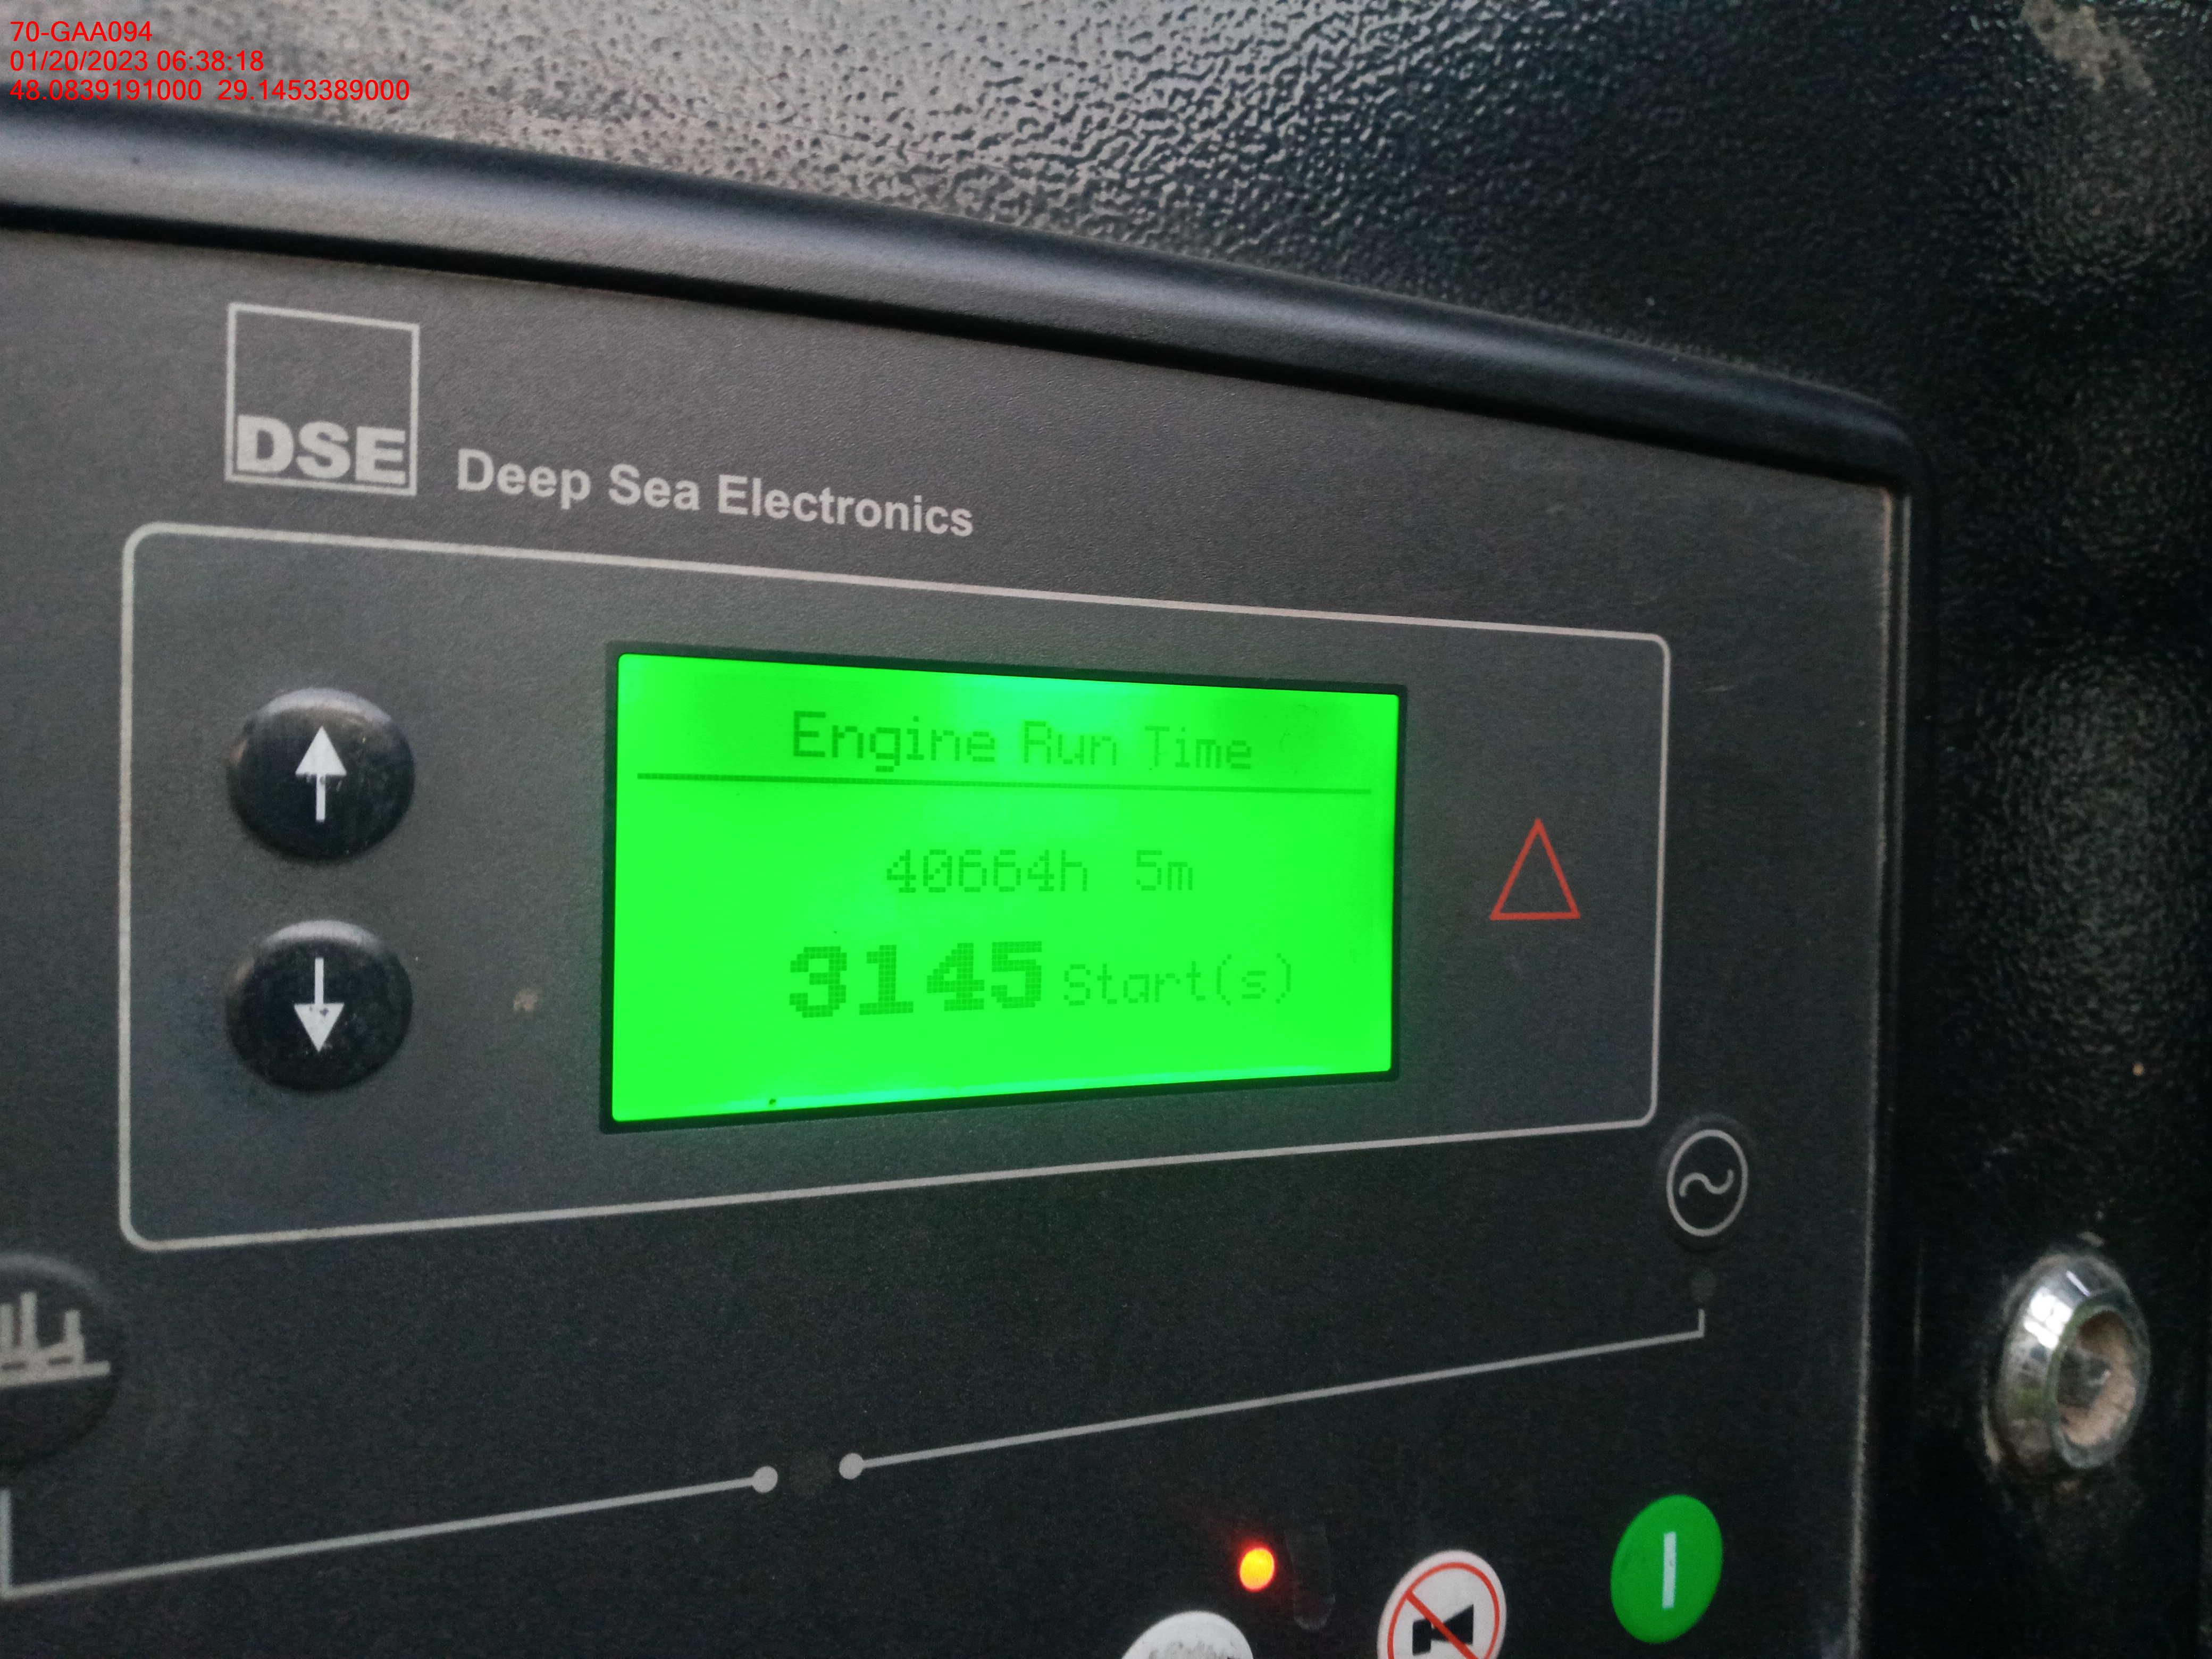 70-GAA094
01/20/2023 06:38:18
48.0839191000 29.1453389000
DSE
Deep Sea Electronics
Engine Run Time
40664h 5m
3145 Start(s)